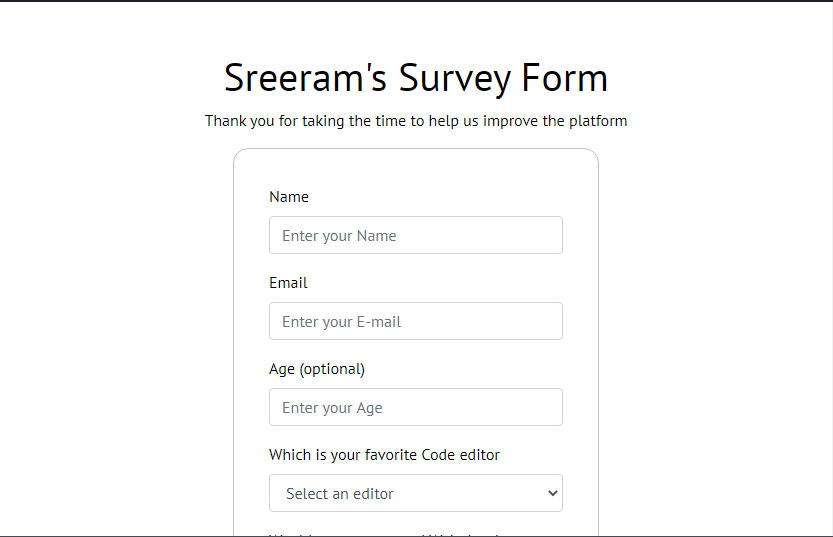 Sreeram's Survey Form
Thank you for taking the time to help us improve the platform
Name
Enter your Name
Email
Enter your E-mail
Age (optional)
Enter your Age
Which is your favorite Code editor
Select an editor